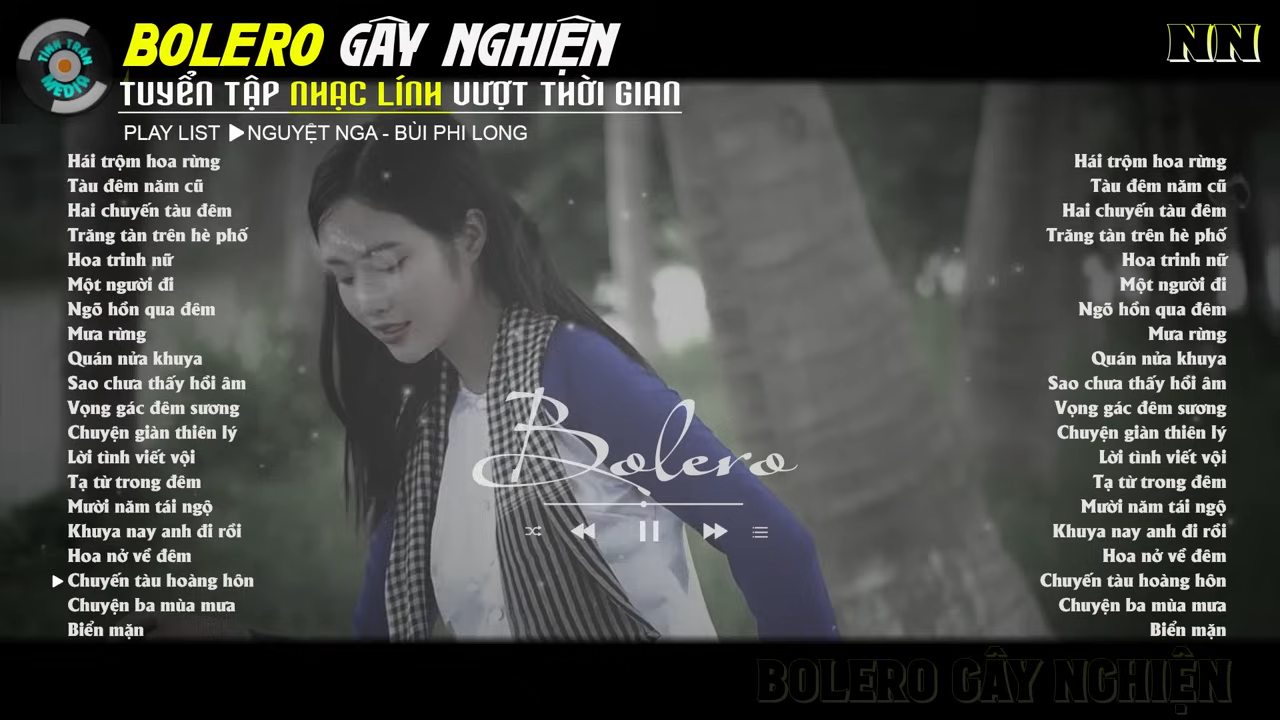 TÌNH TRẦN
MEDIA
BOLERO GÂY NGHIỆN
NN
TUYỂN TẬP NHẠC LÍNH VƯỢT THỜI GIAN
PLAY LIST NGUYỆT NGA - BÙI PHI LONG
Hái trộm hoa rừng
Tàu đêm năm cũ
Hai chuyến tàu đêm
Trăng tàn trên hè phố
Hoa trinh nữ
Một người đi
Ngõ hồn qua đêm
Mưa rừng
Quán nửa khuya
Sao chưa thấy hồi âm
Vọng gác đêm sương
Chuyện giàn thiên lý
Lời tình viết vội
Tạ từ trong đêm
Mười năm tái ngộ
Khuya nay anh đi rồi
Hoa nở về đêm
Chuyến tàu hoàng hôn
Chuyện ba mùa mưa
Biển mặn
Bolero
Hái trộm hoa rừng
Tàu đêm năm cũ
Hai chuyến tàu đêm
Trăng tàn trên hè phố
Hoa trinh nữ
Một người đi
Ngõ hồn qua đêm
Mưa rừng
Quán nửa khuya
Sao chưa thấy hồi âm
Vọng gác đêm sương
Chuyện giàn thiên lý
Lời tình viết vội
Tạ từ trong đêm
Mười năm tái ngộ
Khuya nay anh đi rồi
Hoa nở về đêm
Chuyến tàu hoàng hôn
Chuyện ba mùa mưa
Biển mặn
BOLERO GÂY NGHIỆN